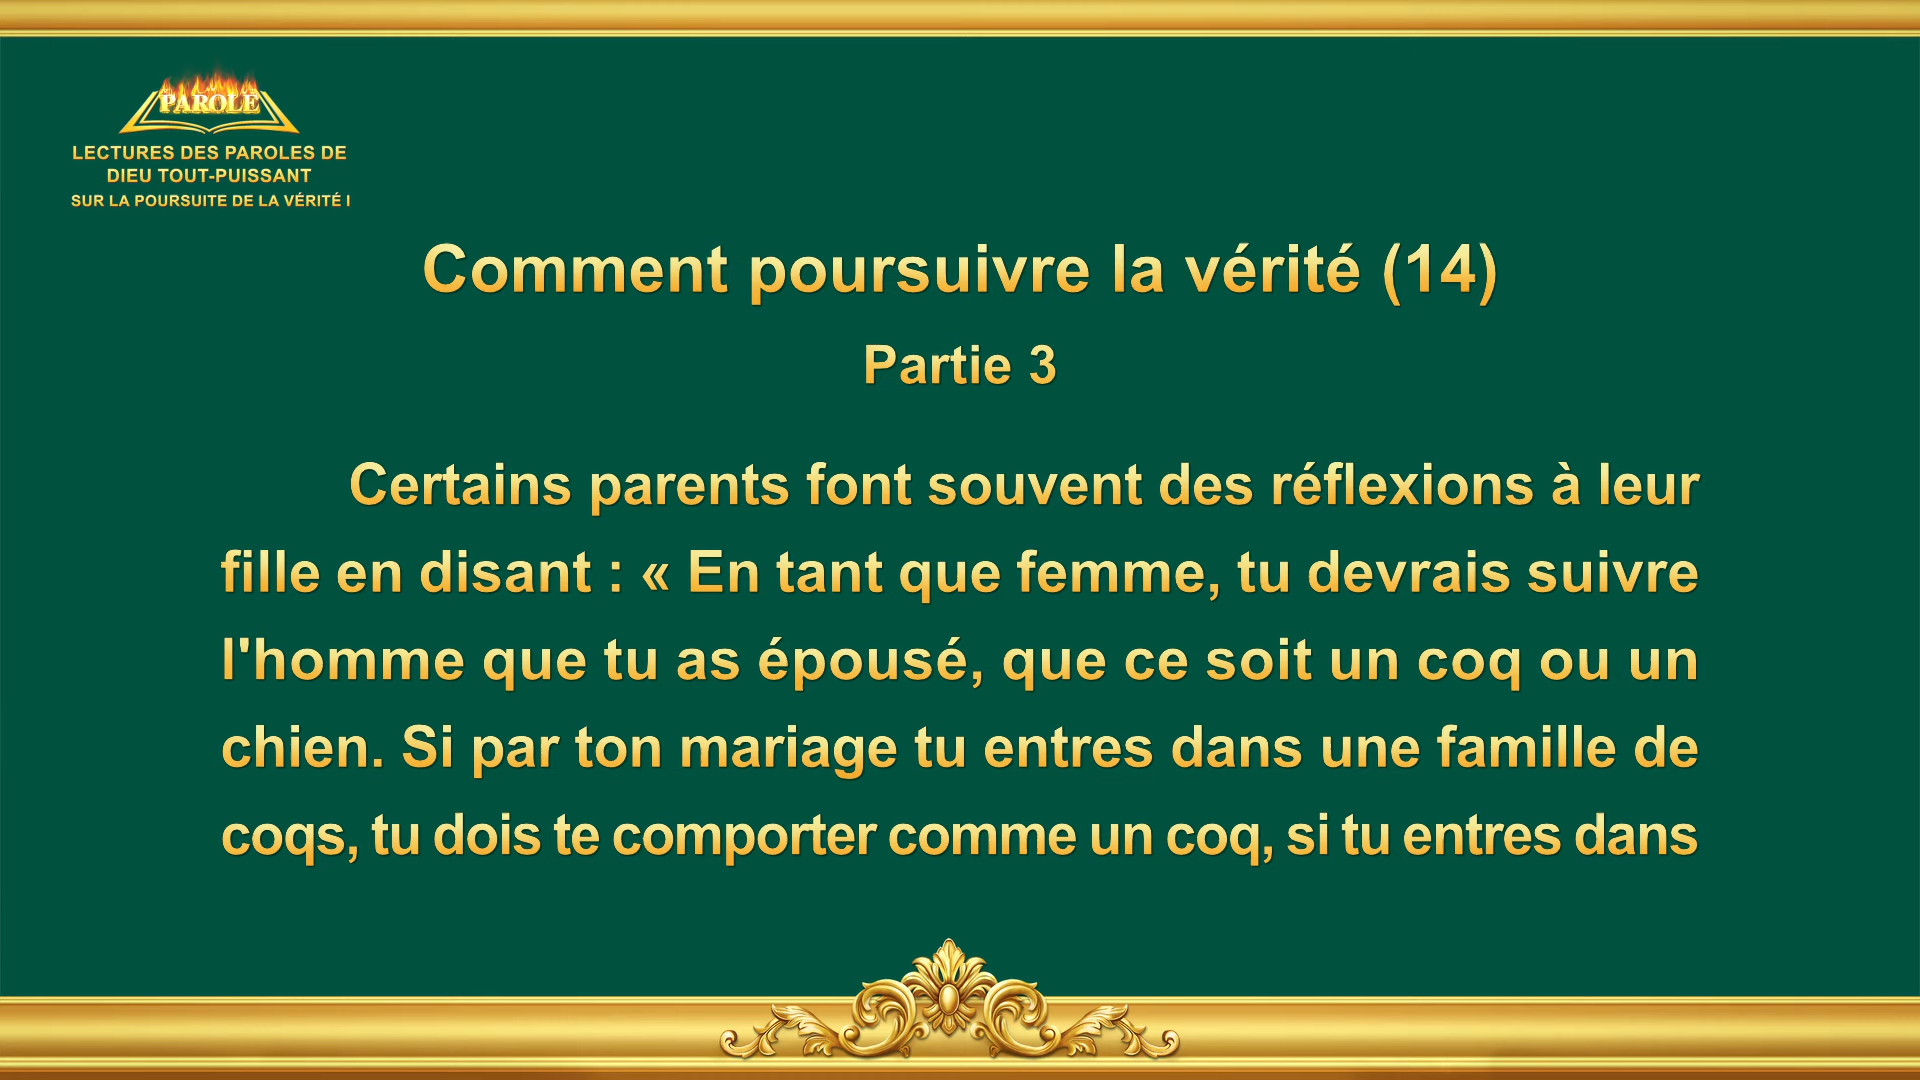 PAROLE
LECTURES DES PAROLES DE
DIEU TOUT-PUISSANT
SUR LA POURSUITE DE LA VÉRITÉ I
Comment poursuivre la vérité (14)
Partie 3
Certains parents font souvent des réflexions à leur
fille en disant : « En tant que femme, tu devrais suivre
l'homme que tu as épousé, que ce soit un coq ou un
chien. Si par ton mariage tu entres dans une famille de
coqs, tu dois te comporter comme un coq, si tu entres dans